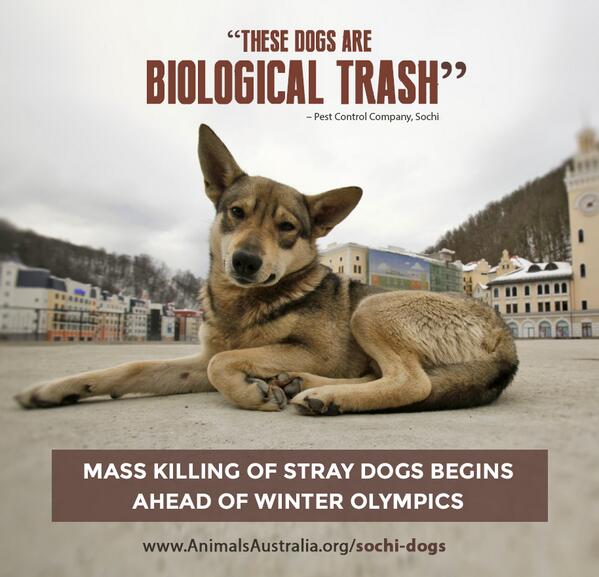 “THESE DOGS ARE
BIOLOGICAL TRASH”
– Pest Control Company, Sochi
MASS KILLING OF STRAY DOGS BEGINS
AHEAD OF WINTER OLYMPICS
www.AnimalsAustralia.org/sochi-dogs